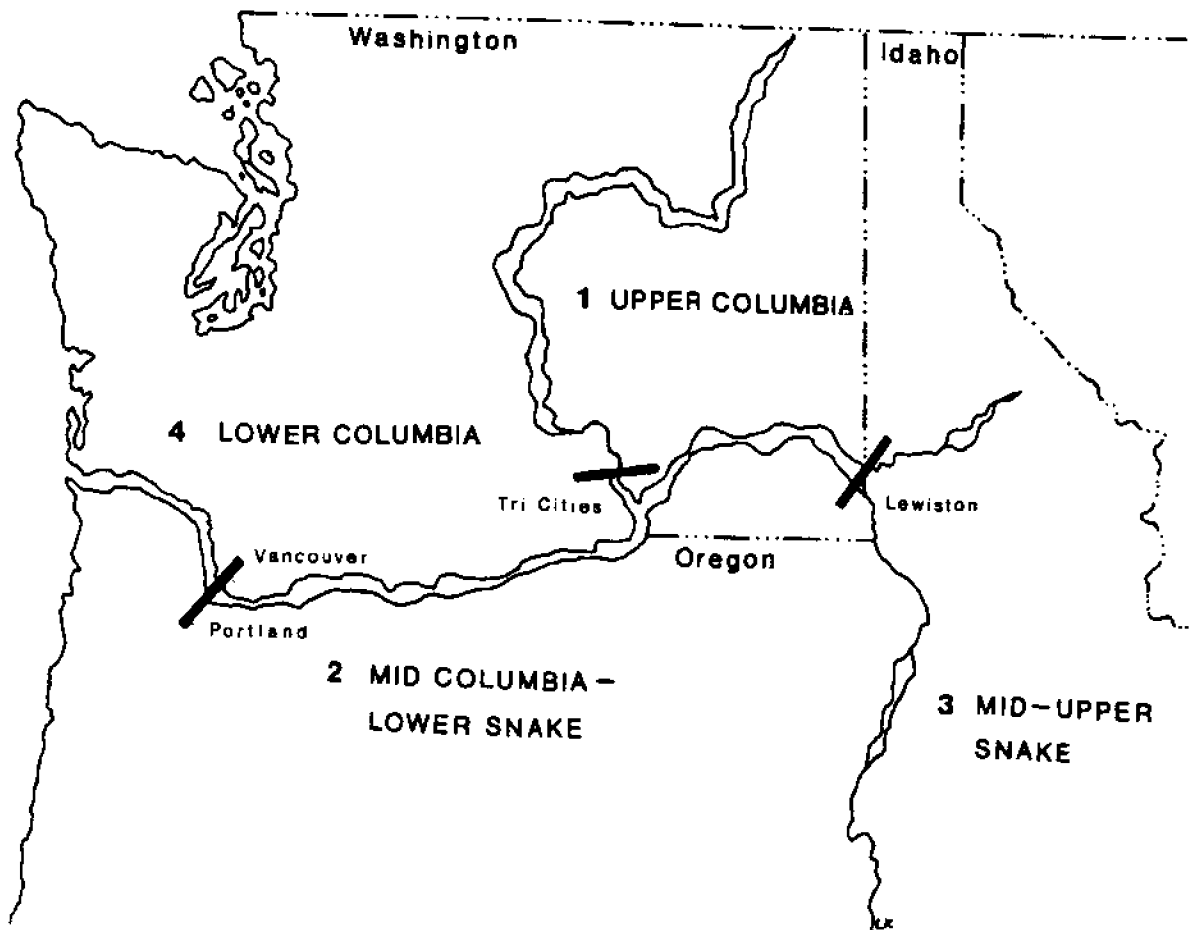 Washington
Idaho
1 UPPER COLUMBIA
4 LOWER COLUMBIA
Tri Cities
Lewiston
Vancouver
Oregon
Portland
2 MID COLUMBIA –
LOWER SNAKE
3 MID–UPPER
SNAKE